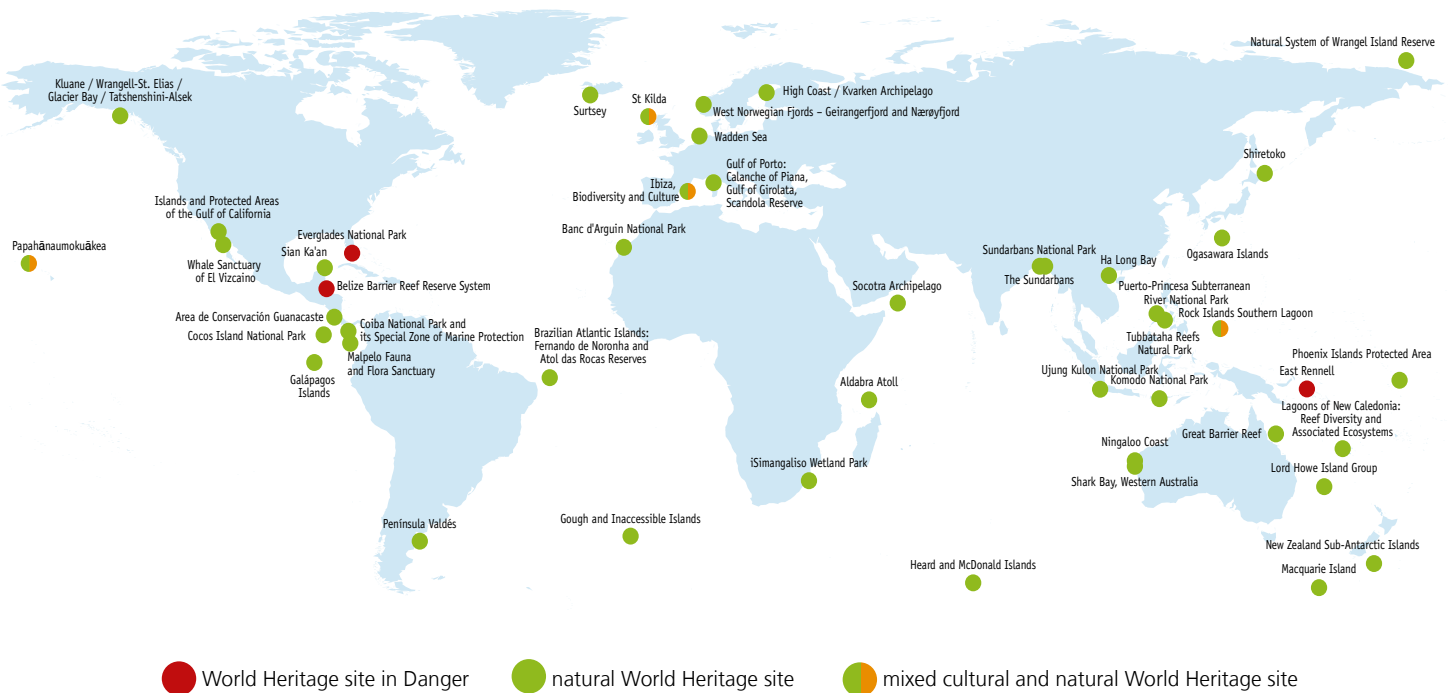 Natural System of Wrangel Island Reserve
Kluane / Wrangell-St. Elias /
Glacier Bay / Tatshenshini-Alsek
Surtsey
St Kilda
High Coast / Kvarken Archipelago
West Norwegian Fjords – Geirangerfjord and Nærøyfjord
Wadden Sea
Shiretoko
Gulf of Porto:
Calanche of Piana,
Gulf of Girolata,
Scandola Reserve
Ibiza,
Biodiversity and Culture
Islands and Protected Areas
of the Gulf of California
Papahānaumokuākea
Everglades National Park
Sian Ka'an
Whale Sanctuary
of El Vizcaino
Belize Barrier Reef Reserve System
Banc d'Arguin National Park
Sundarbans National Park
The Sundarbans
Ha Long Bay
Ogasawara Islands
Socotra Archipelago
Puerto-Princesa Subterranean
River National Park
Rock Islands Southern Lagoon
Tubbataha Reefs
Natural Park
Area de Conservación Guanacaste
Cocos Island National Park
Coiba National Park and
its Special Zone of Marine Protection
Malpelo Fauna
and Flora Sanctuary
Galápagos
Islands
Brazilian Atlantic Islands:
Fernando de Noronha and
Atol das Rocas Reserves
Phoenix Islands Protected Area
East Rennell
Ujung Kulon National Park
Komodo National Park
Aldabra Atoll
Lagoons of New Caledonia:
Reef Diversity and
Associated Ecosystems
Great Barrier Reef
Ningaloo Coast
Shark Bay, Western Australia
Lord Howe Island Group
iSimangaliso Wetland Park
Península Valdés
Gough and Inaccessible Islands
Heard and McDonald Islands
New Zealand Sub-Antarctic Islands
Macquarie Island
World Heritage site in Danger
natural World Heritage site
mixed cultural and natural World Heritage site